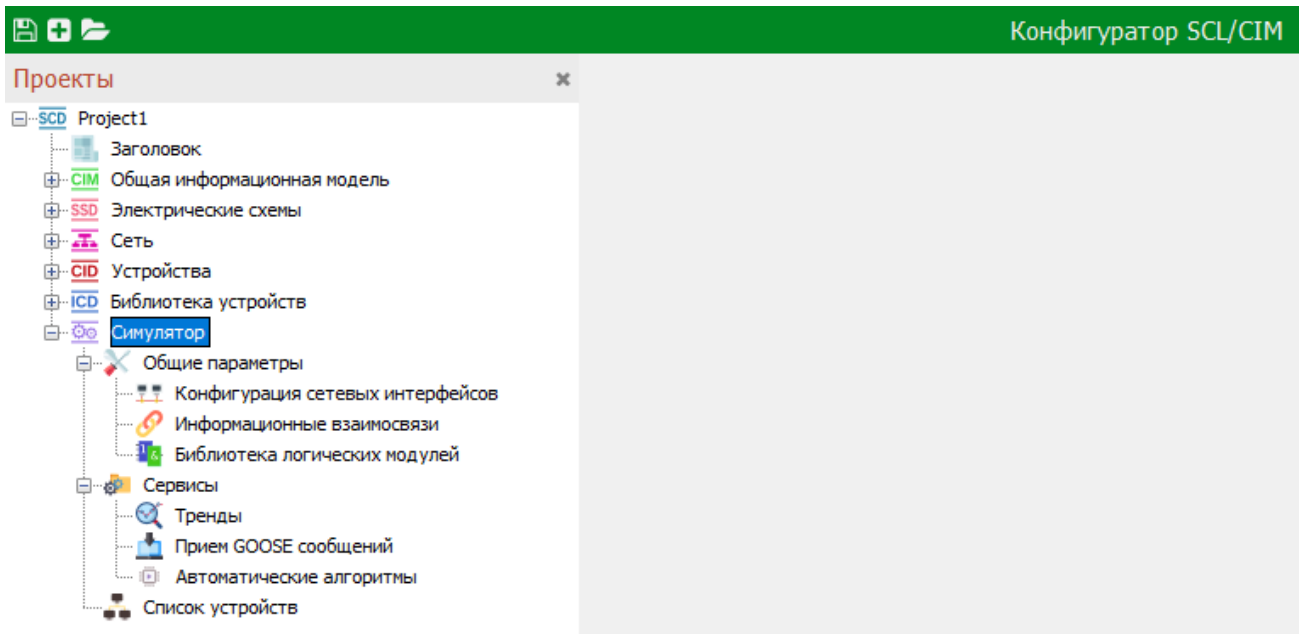 Конфигуратор SCL/CIM
Проекты
SCD Project1
Заголовок
CIM Общая информационная модель
SSD Электрические схемы
Сеть
CID Устройства
ICD Библиотека устройств
Симулятор
Общие параметры
Конфигурация сетевых интерфейсов
Информационные взаимосвязи
Библиотека логических модулей
Сервисы
Тренды
Прием GOOSE сообщений
Автоматические алгоритмы
Список устройств